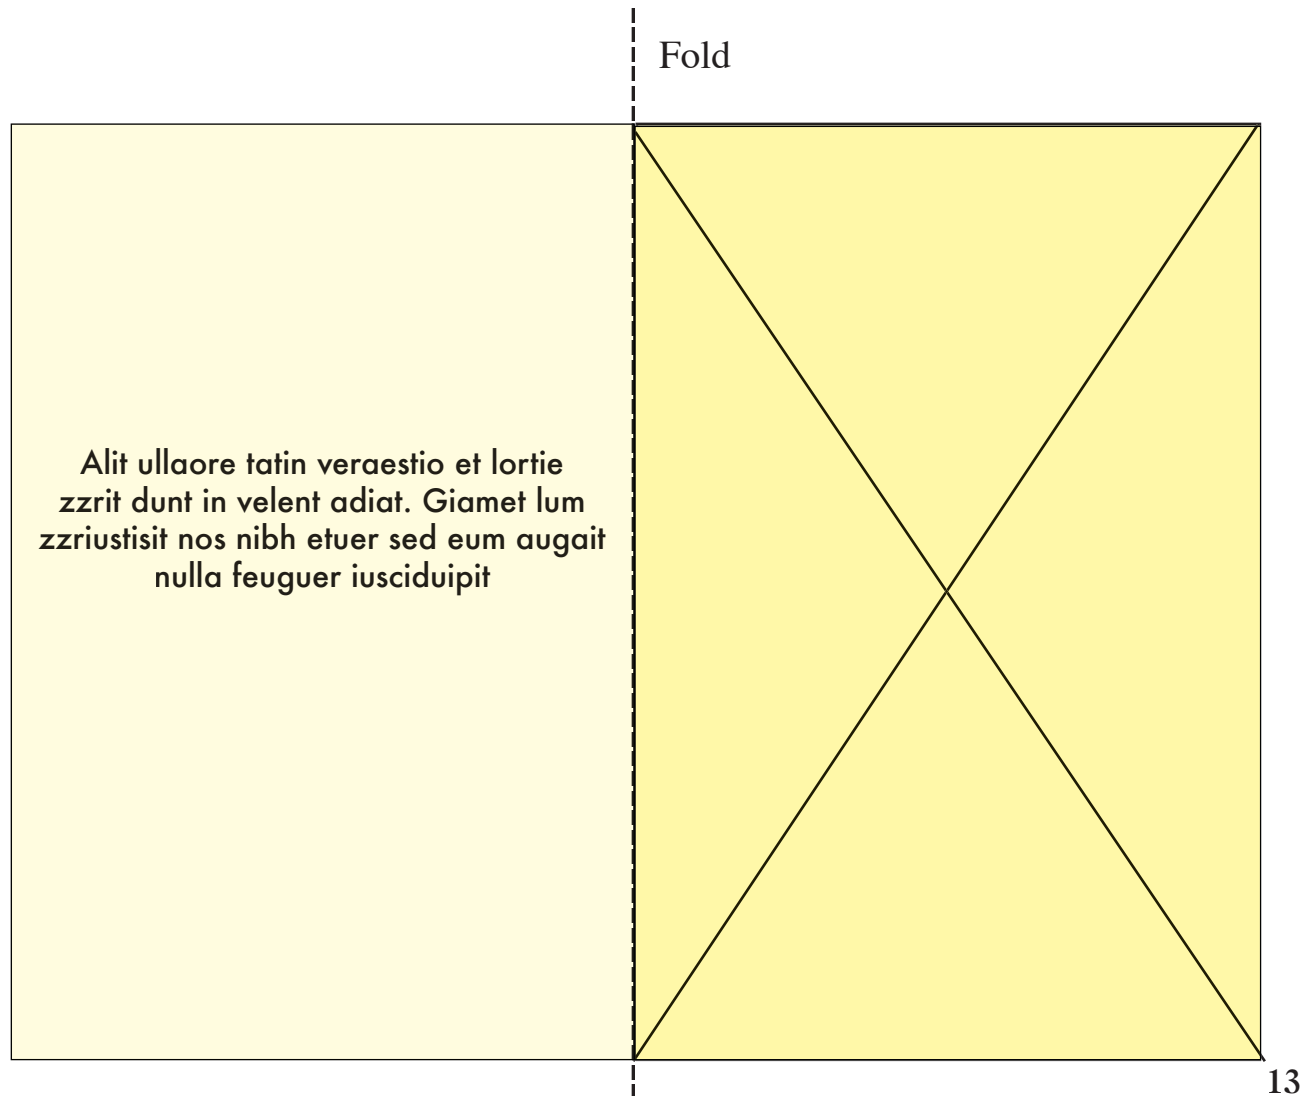 Fold
Alit ullaore tatin veraestio et lortie
zzrit dunt in velent adiat. Giamet lum
zzriustisit nos nibh etuer sed eum augait
nulla feuguer iusciduipit
13